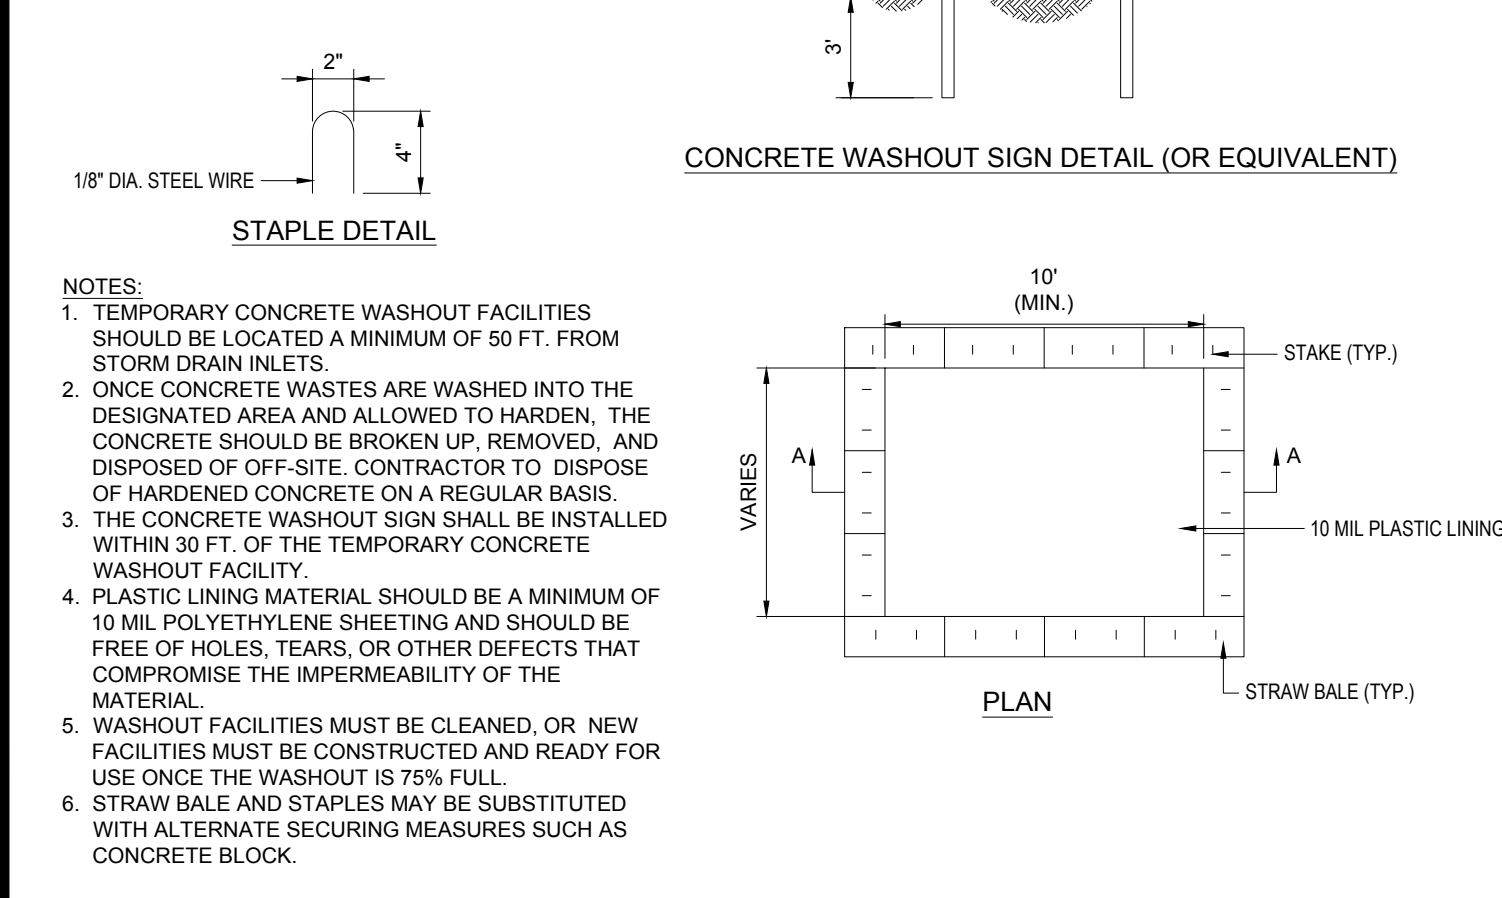 3'
CONCRETE WASHOUT SIGN DETAIL (OR EQUIVALENT)
2"
4"
1/8" DIA. STEEL WIRE
STAPLE DETAIL
NOTES:
1. TEMPORARY CONCRETE WASHOUT FACILITIES
SHOULD BE LOCATED A MINIMUM OF 50 FT. FROM
STORM DRAIN INLETS.
2. ONCE CONCRETE WASTES ARE WASHED INTO THE
DESIGNATED AREA AND ALLOWED TO HARDEN, THE
CONCRETE SHOULD BE BROKEN UP, REMOVED, AND
DISPOSED OF OFF-SITE. CONTRACTOR TO DISPOSE
OF HARDENED CONCRETE ON A REGULAR BASIS.
3. THE CONCRETE WASHOUT SIGN SHALL BE INSTALLED
WITHIN 30 FT. OF THE TEMPORARY CONCRETE
WASHOUT FACILITY.
4. PLASTIC LINING MATERIAL SHOULD BE A MINIMUM OF
10 MIL POLYETHYLENE SHEETING AND SHOULD BE
FREE OF HOLES, TEARS, OR OTHER DEFECTS THAT
COMPROMISE THE IMPERMEABILITY OF THE
MATERIAL.
5. WASHOUT FACILITIES MUST BE CLEANED, OR NEW
FACILITIES MUST BE CONSTRUCTED AND READY FOR
USE ONCE THE WASHOUT IS 75% FULL.
6. STRAW BALE AND STAPLES MAY BE SUBSTITUTED
WITH ALTERNATE SECURING MEASURES SUCH AS
CONCRETE BLOCK.
10'
(MIN.)
STAKE (TYP.)
VARIES
A
A
10 MIL PLASTIC LINING
STRAW BALE (TYP.)
PLAN